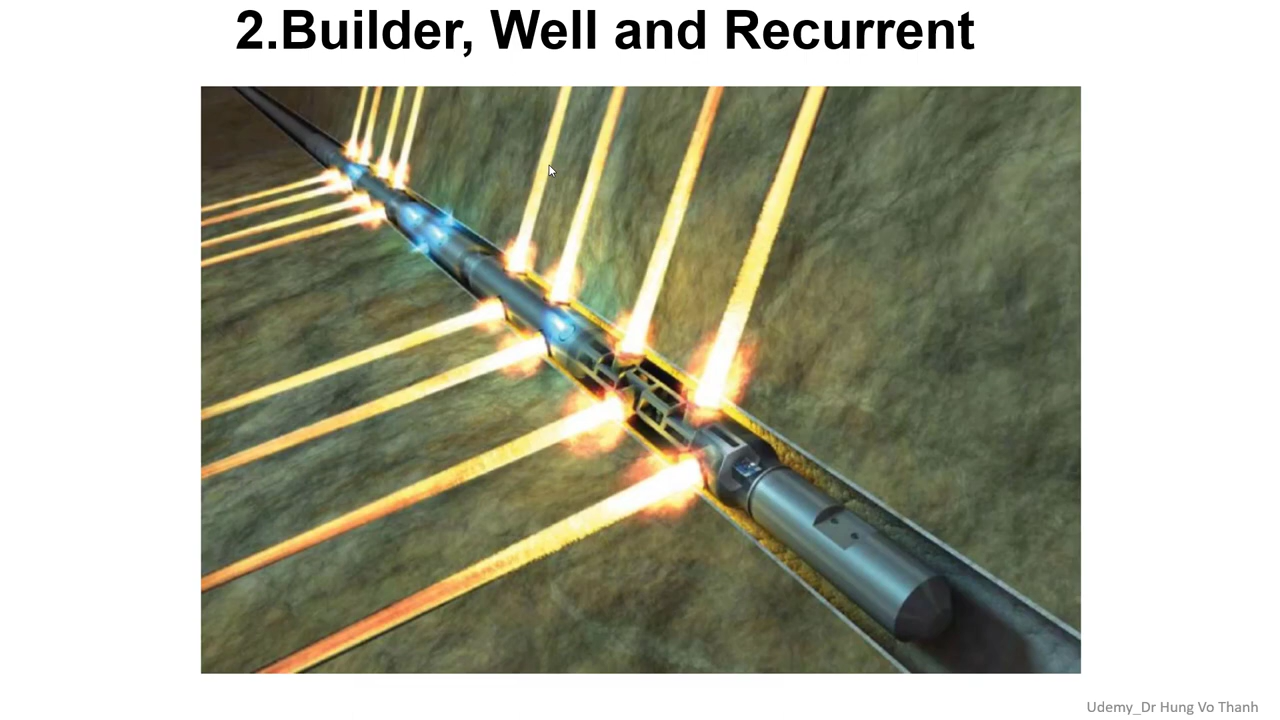 2.Builder, Well and Recurrent
Udemy_Dr Hung Vo Thanh